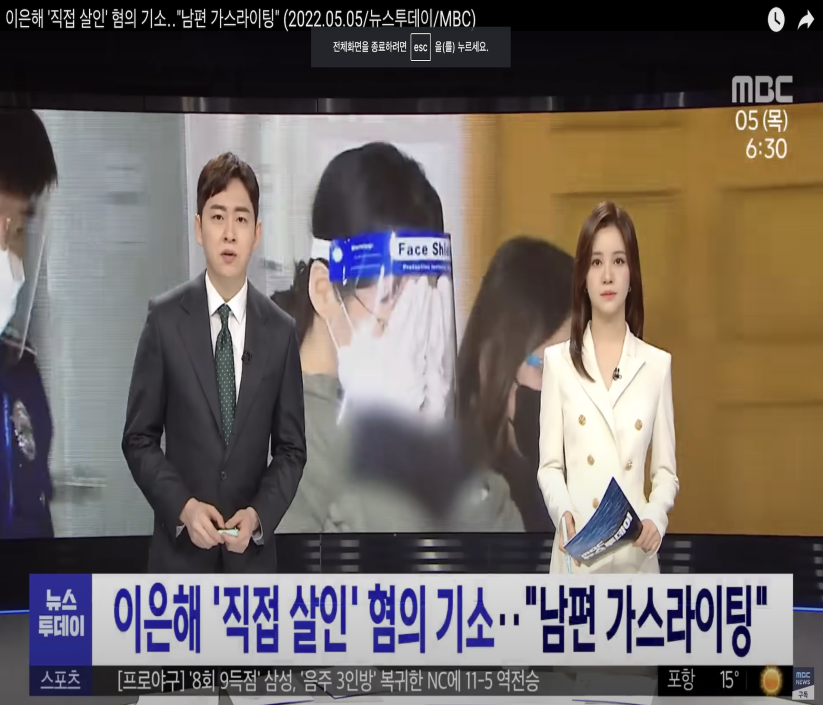 이은해 '직접 살인' 혐의 기소.."남편 가스라이팅" (2022.05.05/뉴스투데이/MBC)
전체화면을 종료하려면 esc 을(를) 누르세요.
MBC
05 (목)
6:30
Face Shi
뉴스
투데이
이은해 '직접 살인' 혐의 기소‥"남편 가스라이팅"
스포츠 [프로야구] '8회 9득점' 삼성, '음주 3인방' 복귀한 NC에 11-5 역전승 포항 15°
MBC
NEWS
구독